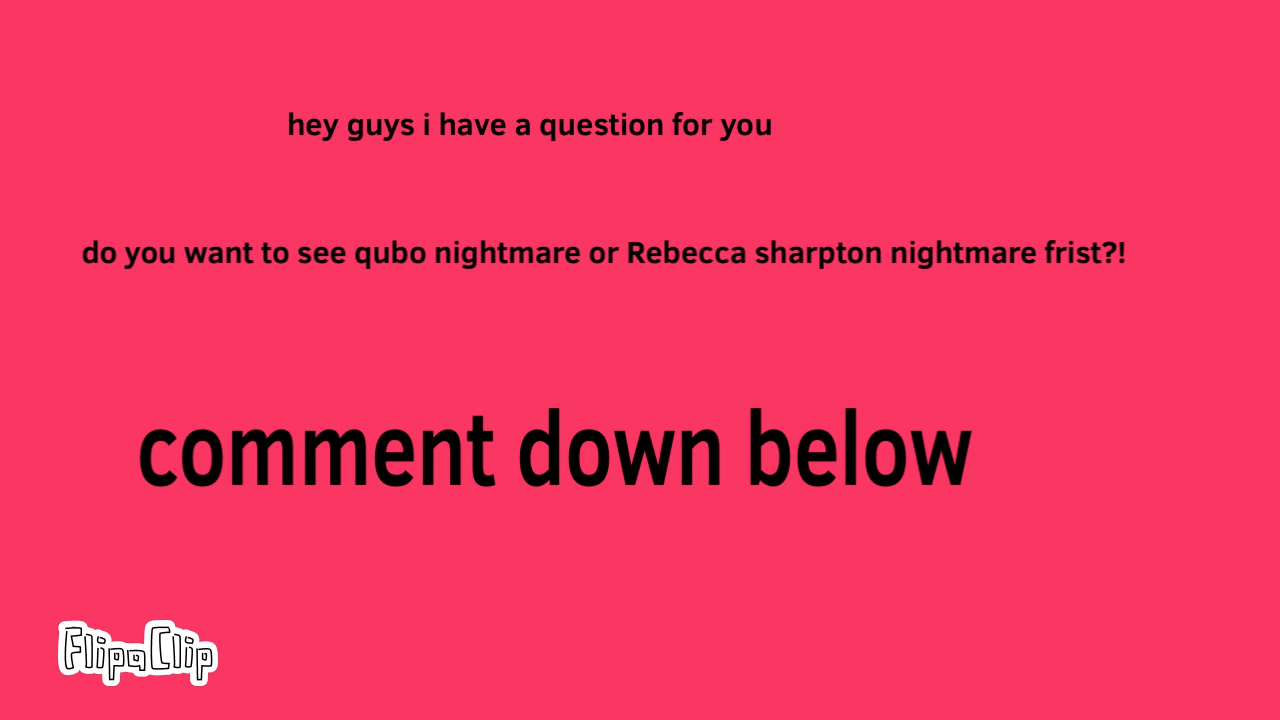 hey guys i have a question for you
do you want to see qubo nightmare or Rebecca sharpton nightmare frist?!
comment down below
FlipaClip